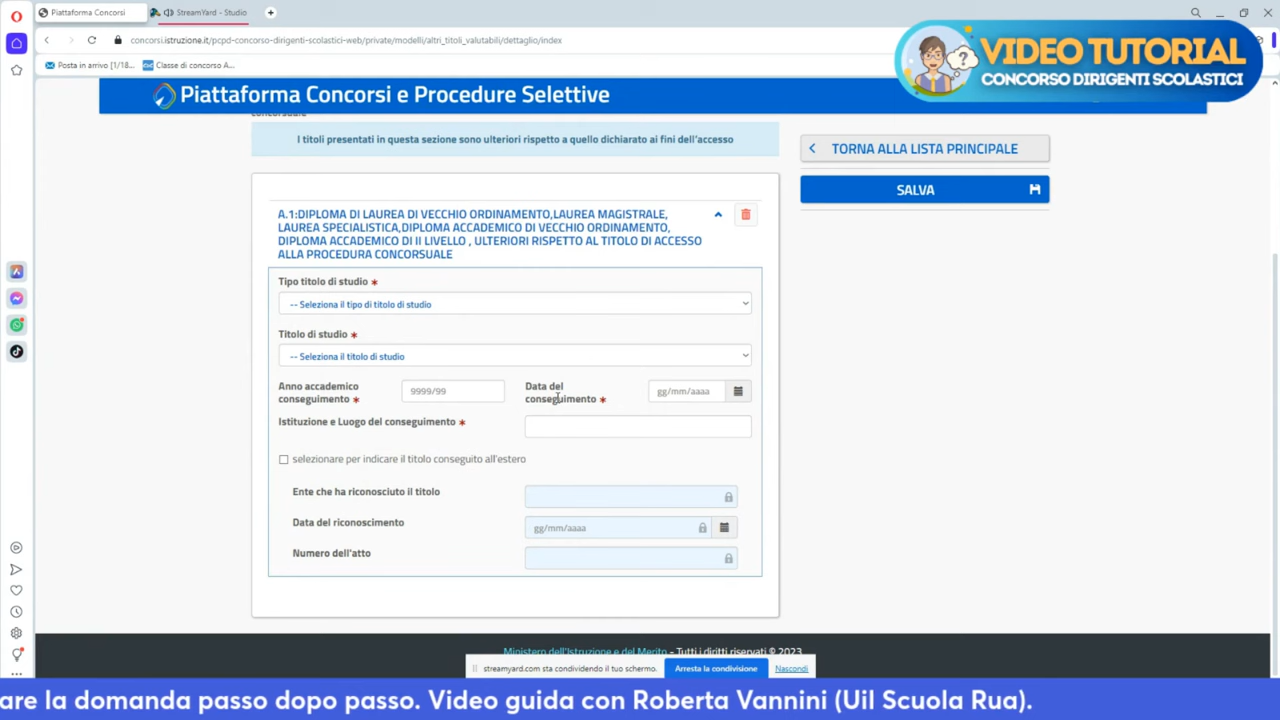 Piattaforma Concorsi
StreamYard - Studio
concorsi.istruzione.it/pcpd-concorso-dirigenti-scolastici-web/private/modelli/altri_titoli_valutabili/dettaglio/index
Posta in arrivo [1/18...
Classe di concorso A...
VIDEO TUTORIAL
CONCORSO DIRIGENTI SCOLASTICI
Piattaforma Concorsi e Procedure Selettive
concorsuale
I titoli presentati in questa sezione sono ulteriori rispetto a quello dichiarato ai fini dell'accesso
TORNA ALLA LISTA PRINCIPALE
SALVA
A.1:DIPLOMA DI LAUREA DI VECCHIO ORDINAMENTO,LAUREA MAGISTRALE,
LAUREA SPECIALISTICA,DIPLOMA ACCADEMICO DI VECCHIO ORDINAMENTO,
DIPLOMA ACCADEMICO DI II LIVELLO , ULTERIORI RISPETTO AL TITOLO DI ACCESSO
ALLA PROCEDURA CONCORSUALE
Tipo titolo di studio *
-- Seleziona il tipo di titolo di studio
Titolo di studio *
-- Seleziona il titolo di studio
Anno accademico
conseguimento *
9999/99
Data del
conseguimento *
gg/mm/aaaa
Istituzione e Luogo del conseguimento *
selezionare per indicare il titolo conseguito all'estero
Ente che ha riconosciuto il titolo
Data del riconoscimento
gg/mm/aaaa
Numero dell'atto
Ministero dell'Istruzione e del Merito - Tutti i diritti riservati © 2023
streamyard.com sta condividendo il tuo schermo.
Arresta la condivisione
Nascondi
are la domanda passo dopo passo. Video guida con Roberta Vannini (Uil Scuola Rua).